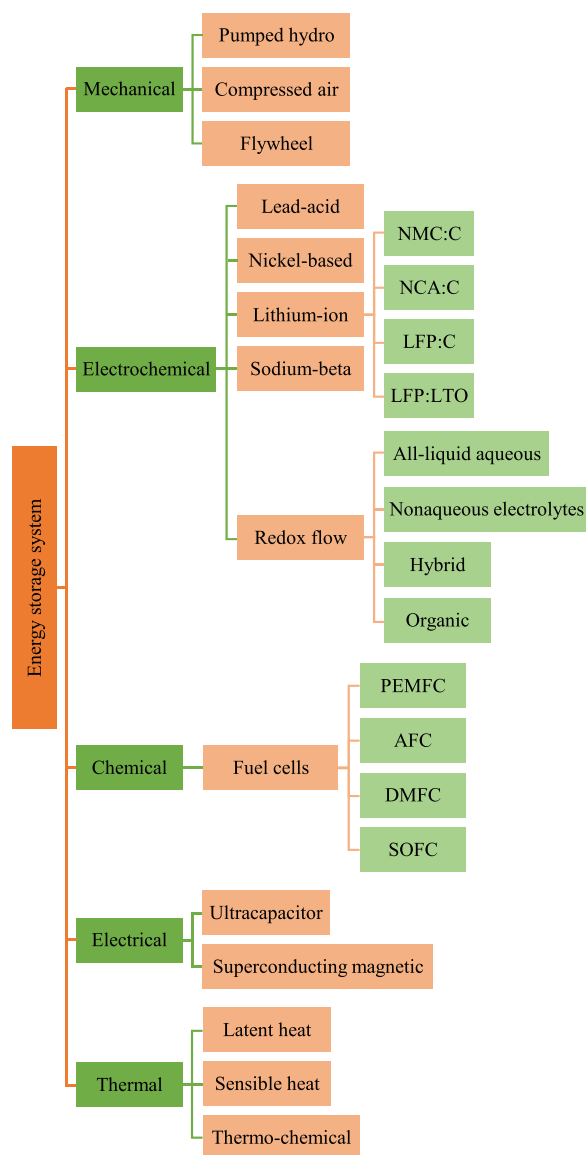 Energy storage system
Mechanical
Pumped hydro
Compressed air
Flywheel
Electrochemical
Lead-acid
Nickel-based
Lithium-ion
NMC:C
NCA:C
LFP:C
LFP:LTO
Sodium-beta
Redox flow
All-liquid aqueous
Nonaqueous electrolytes
Hybrid
Organic
Chemical
Fuel cells
PEMFC
AFC
DMFC
SOFC
Electrical
Ultracapacitor
Superconducting magnetic
Thermal
Latent heat
Sensible heat
Thermo-chemical